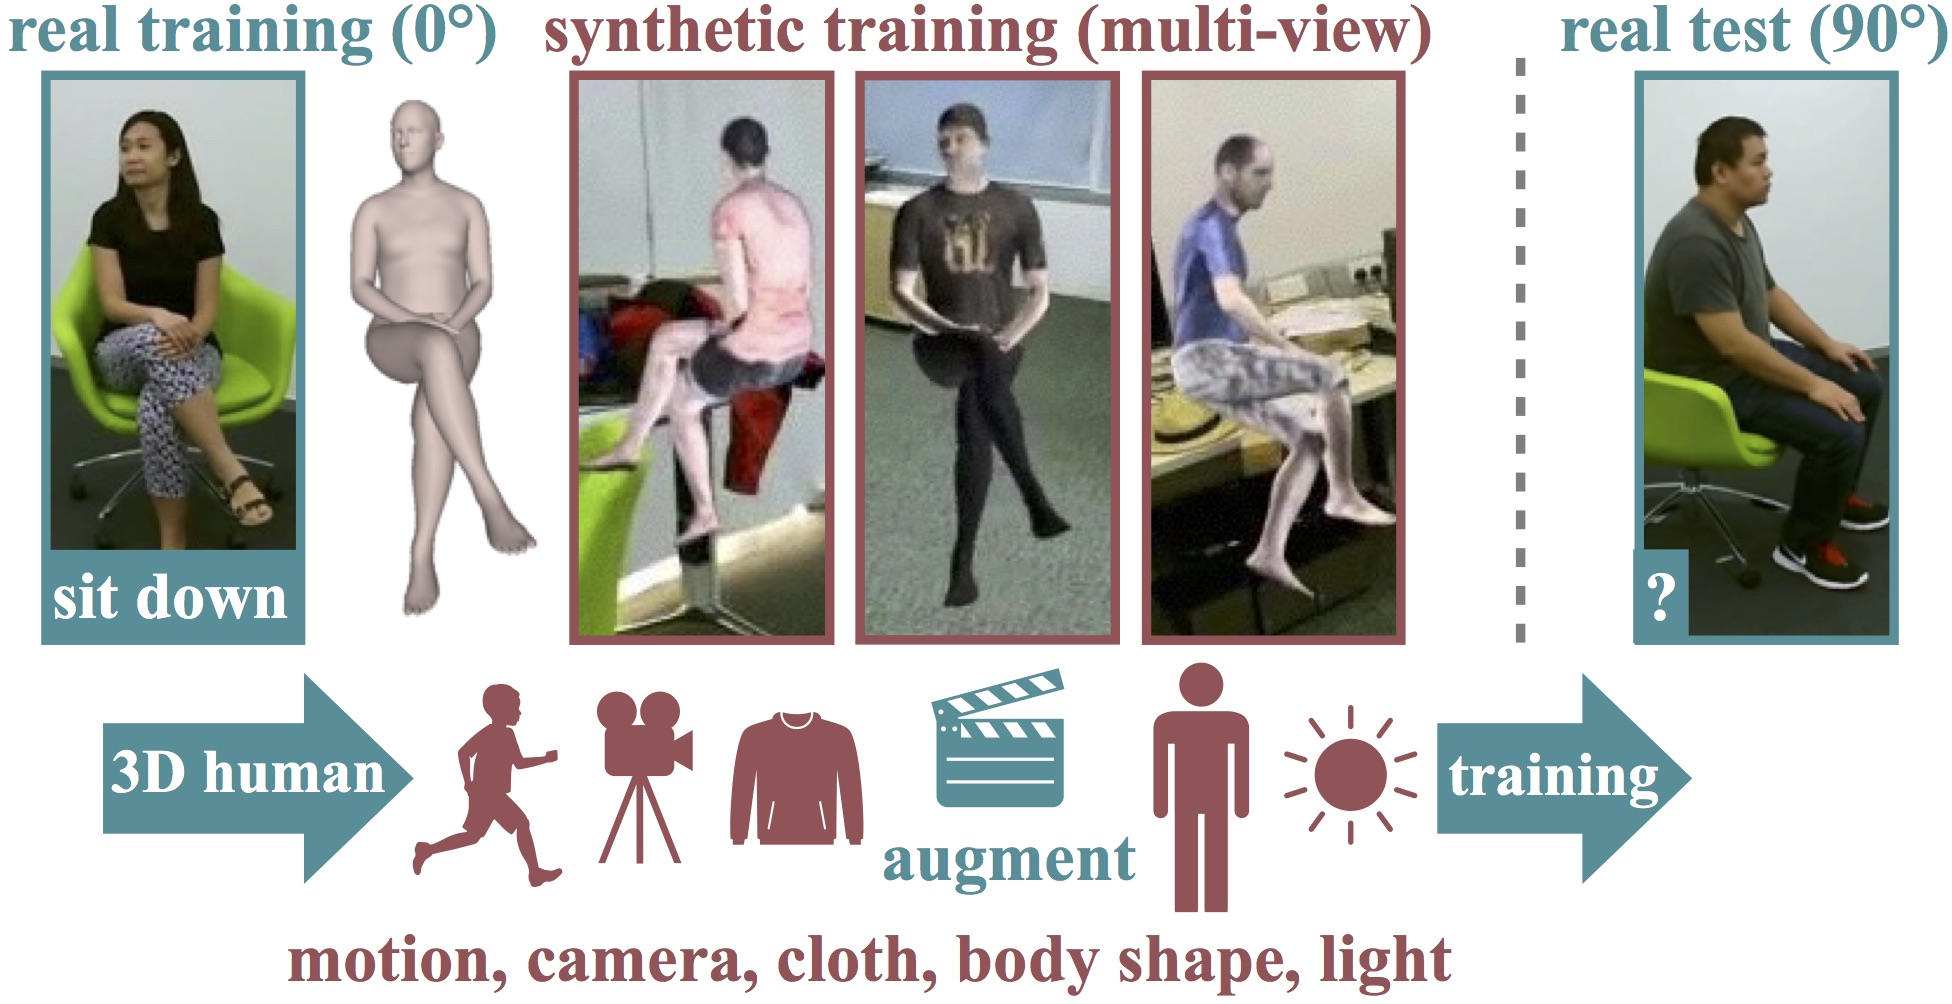 real training (0°)
synthetic training (multi-view)
real test (90°)
sit down
?
3D human
augment
training
motion, camera, cloth, body shape, light